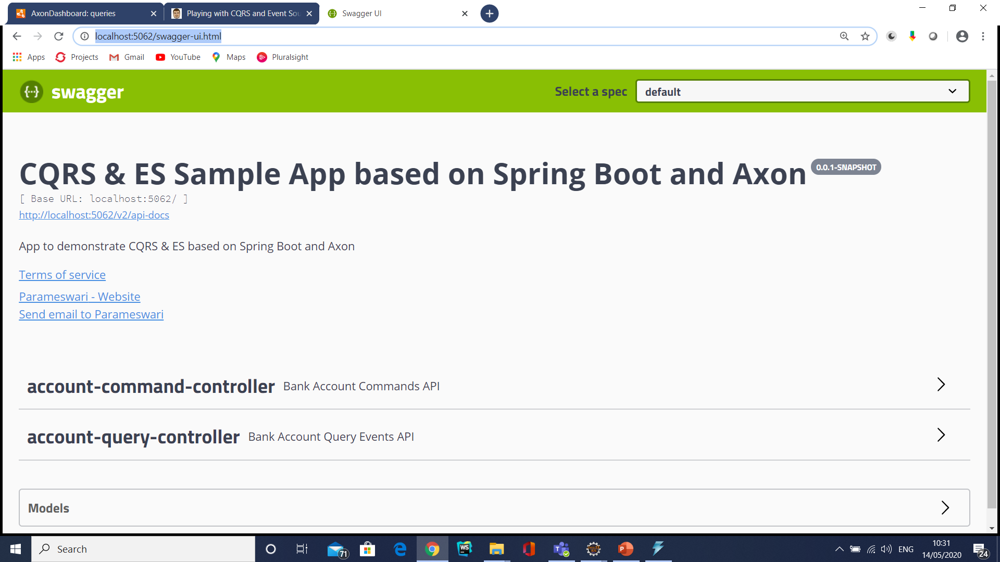 AxonDashboard: queries
Playing with CQRS and Event Sou
Swagger UI
localhost:5062/swagger-ui.html
Apps
Projects
Gmail
YouTube
Maps
Pluralsight
{···} swagger
Select a spec
default
CQRS & ES Sample App based on Spring Boot and Axon 0.0.1-SNAPSHOT
[ Base URL: localhost:5062/ ]
http://localhost:5062/v2/api-docs
App to demonstrate CQRS & ES based on Spring Boot and Axon
Terms of service
Parameswari - Website
Send email to Parameswari
account-command-controller Bank Account Commands API
account-query-controller Bank Account Query Events API
Models
Search
71
WS
ENG
10:31
14/05/2020
24